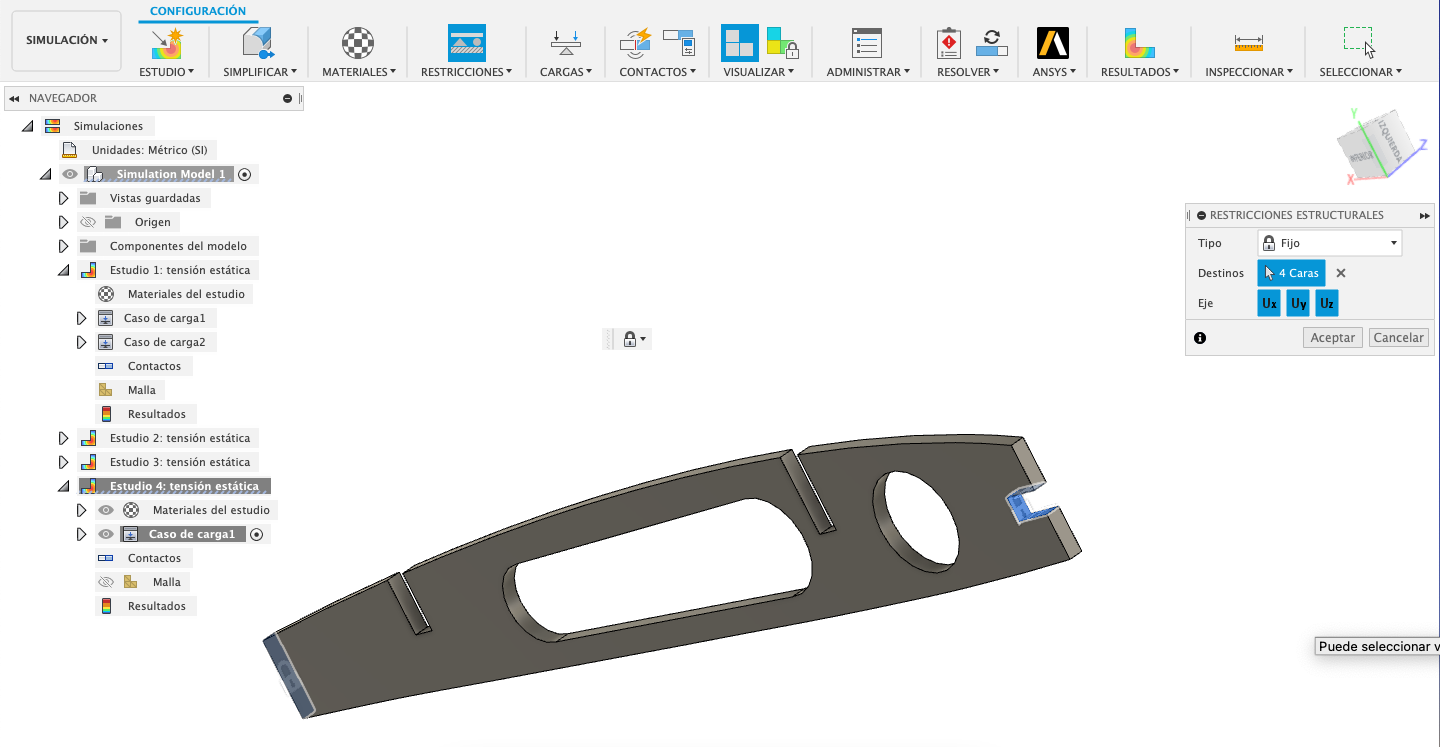 CONFIGURACIÓN
SIMULACIÓN
ESTUDIO
SIMPLIFICAR
MATERIALES
RESTRICCIONES
CARGAS
CONTACTOS
VISUALIZAR
ADMINISTRAR
RESOLVER
ANSYS
RESULTADOS
INSPECCIONAR
SELECCIONAR
NAVEGADOR
Simulaciones
Unidades: Métrico (SI)
Simulation Model 1
Vistas guardadas
Origen
Componentes del modelo
Estudio 1: tensión estática
Materiales del estudio
Caso de carga1
Caso de carga2
Contactos
Malla
Resultados
Estudio 2: tensión estática
Estudio 3: tensión estática
Estudio 4: tensión estática
Materiales del estudio
Caso de carga1
Contactos
Malla
Resultados
Y
Z
X
INFERIOR
IZQUIERDA
RESTRICCIONES ESTRUCTURALES
Tipo Fijo
Destinos 4 Caras
Eje Ux Uy Uz
Aceptar Cancelar
Puede seleccionar v